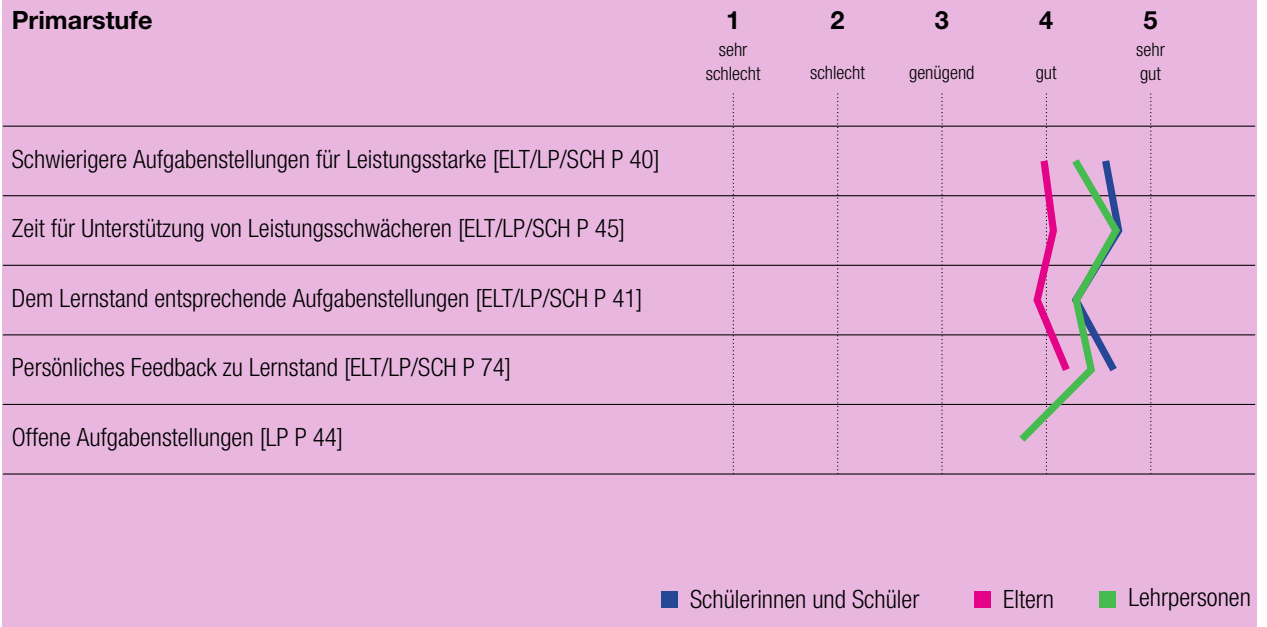 Primarstufe 1 2 3 4 5
sehr schlecht schlecht genügend gut sehr gut
Schwierigere Aufgabenstellungen für Leistungsstarke [ELT/LP/SCH P 40]
Zeit für Unterstützung von Leistungsschwächeren [ELT/LP/SCH P 45]
Dem Lernstand entsprechende Aufgabenstellungen [ELT/LP/SCH P 41]
Persönliches Feedback zu Lernstand [ELT/LP/SCH P 74]
Offene Aufgabenstellungen [LP P 44]
Schülerinnen und Schüler Eltern Lehrpersonen